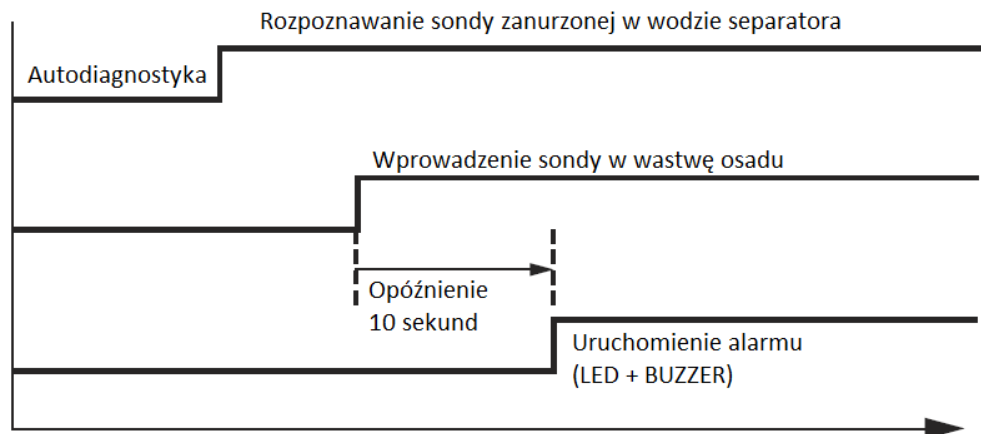 Rozpoznawanie sondy zanurzonej w wodzie separatora
Autodiagnostyka
Wprowadzenie sondy w wastwę osadu
Opóźnienie
10 sekund
Uruchomienie alarmu
(LED + BUZZER)